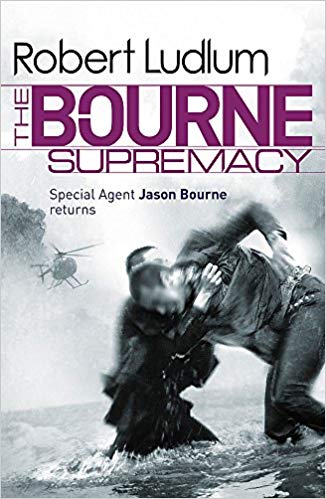 Robert Ludlum
THE
BOURNE
SUPREMACY
Special Agent Jason Bourne
returns